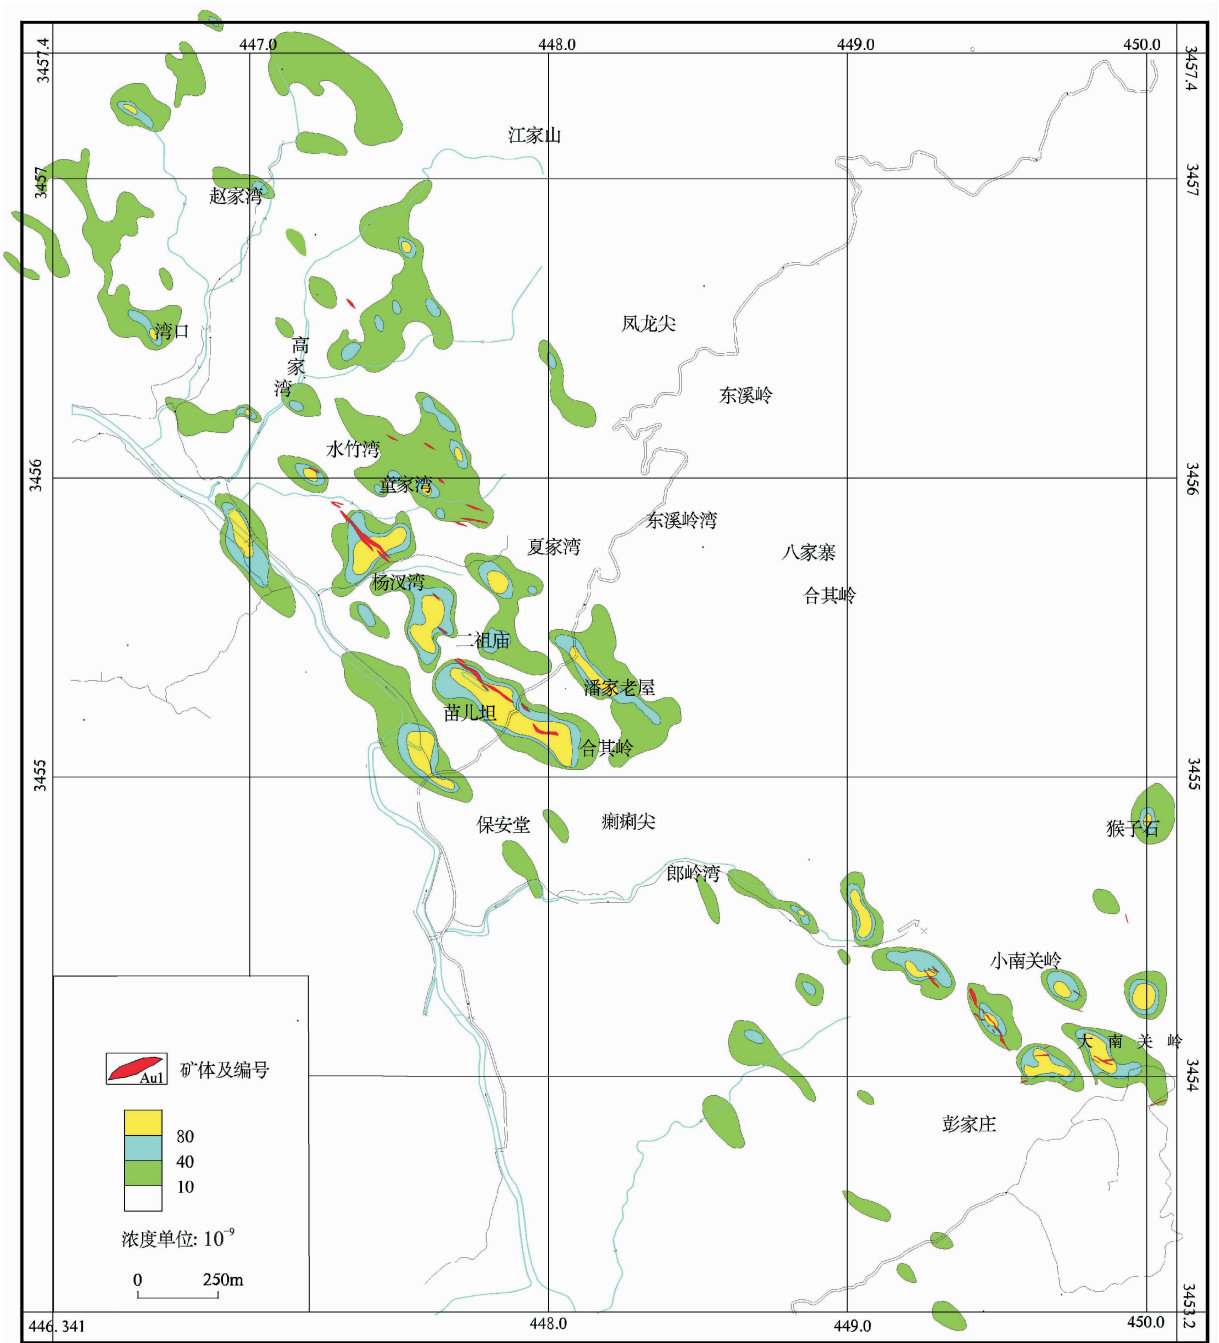 447.0
448.0
449.0
450.0
3457.4
3457.4
江家山
3457
3457
赵家湾
凤龙尖
湾口
高家湾
东溪岭
水竹湾
3456
童家湾
3456
东溪岭湾
夏家湾
八家寨
杨汊湾
合其岭
二祖庙
潘家老屋
苗儿坦
合其岭
3455
3455
保安堂
瘌痢尖
猴子石
郎岭湾
小南关岭
大南关岭
Au1
矿体及编号
3454
80
40
10
彭家庄
浓度单位: 10⁻⁹
0
250m
3453.2
446.341
448.0
449.0
450.0